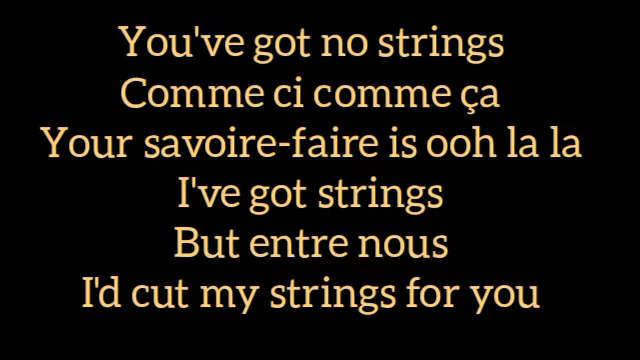 You've got no strings
Comme ci comme ça
Your savoire-faire is ooh la la
I've got strings
But entre nous
I'd cut my strings for you